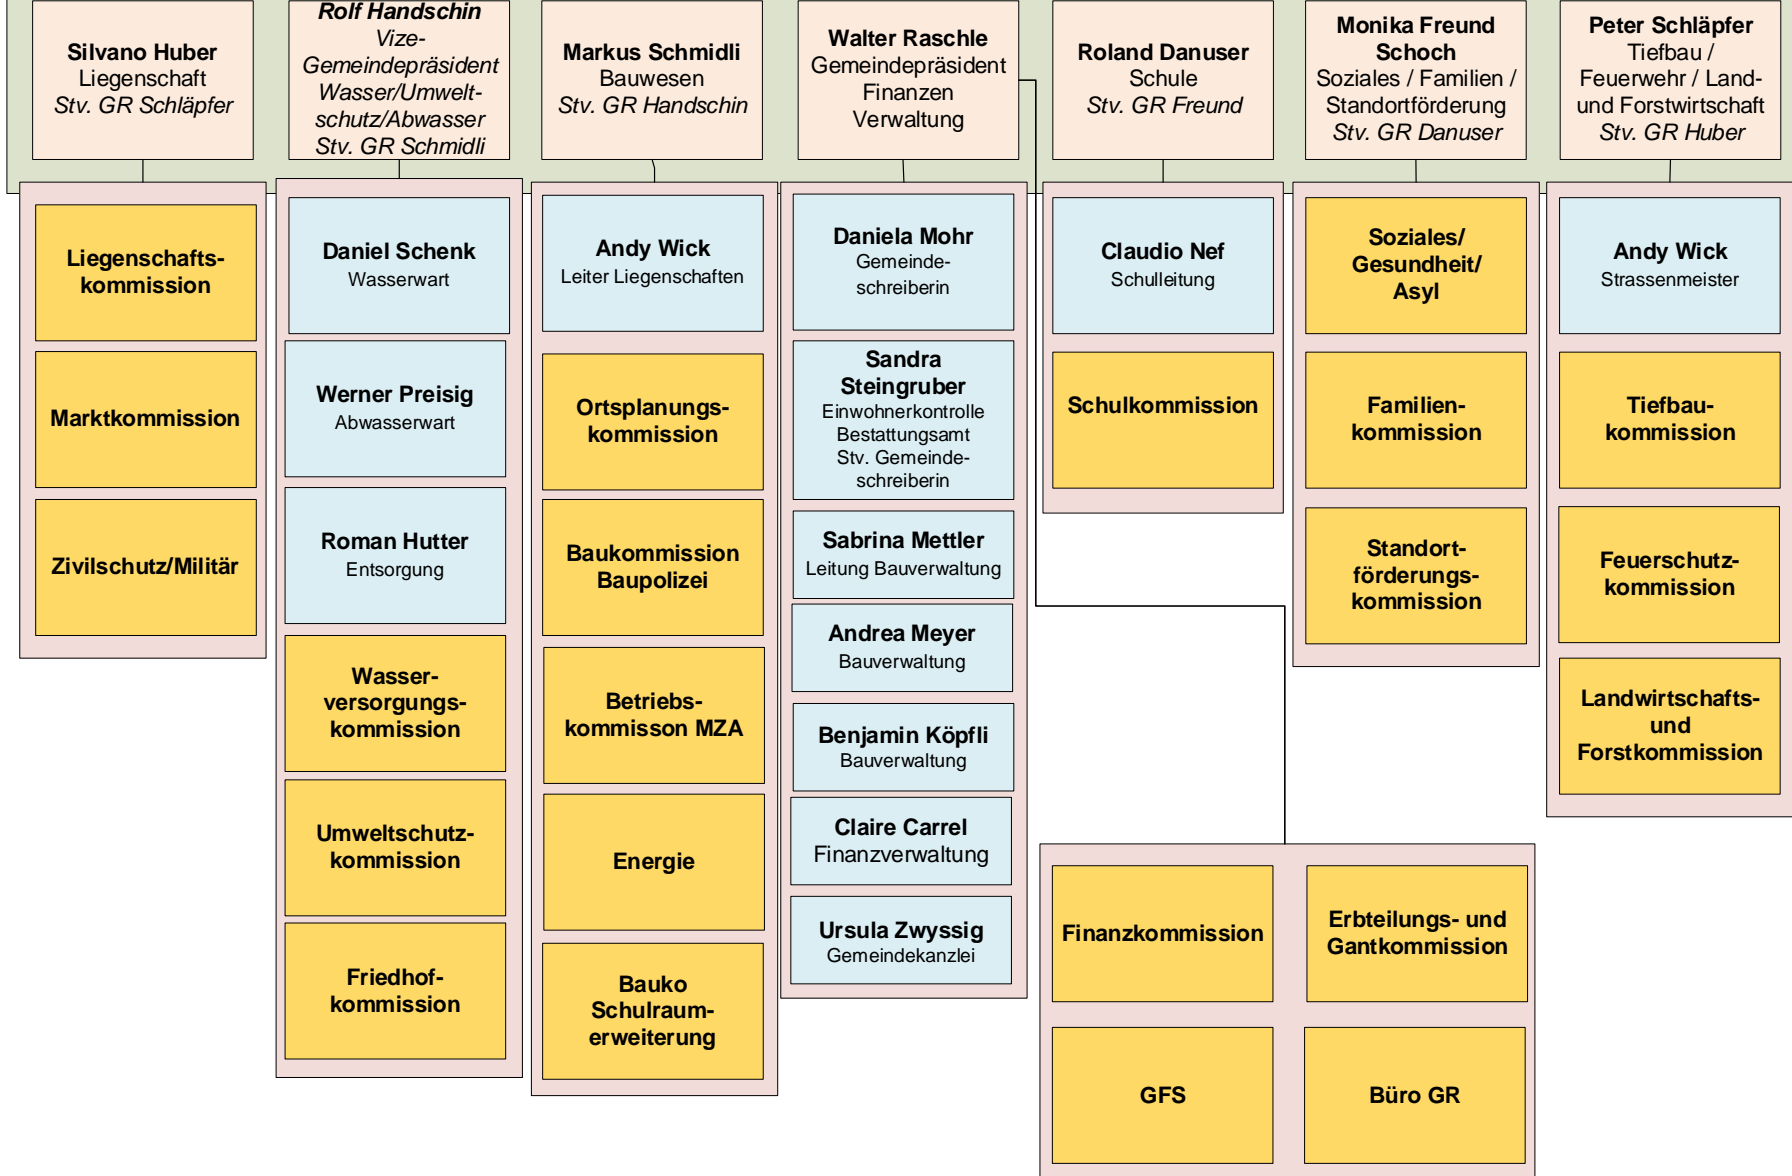 Silvano Huber
Liegenschaft
Stv. GR Schläpfer
Rolf Handschin
Vize-
Gemeindepräsident
Wasser/Umwelt-
schutz/Abwasser
Stv. GR Schmidli
Markus Schmidli
Bauwesen
Stv. GR Handschin
Walter Raschle
Gemeindepräsident
Finanzen
Verwaltung
Roland Danuser
Schule
Stv. GR Freund
Monika Freund
Schoch
Soziales / Familien /
Standortförderung
Stv. GR Danuser
Peter Schläpfer
Tiefbau /
Feuerwehr / Land-
und Forstwirtschaft
Stv. GR Huber
Liegenschafts-
kommission
Marktkommission
Zivilschutz/Militär
Daniel Schenk
Wasserwart
Werner Preisig
Abwasserwart
Roman Hutter
Entsorgung
Wasser-
versorgungs-
kommission
Umweltschutz-
kommission
Friedhof-
kommission
Andy Wick
Leiter Liegenschaften
Ortsplanungs-
kommission
Baukommission
Baupolizei
Betriebs-
kommisson MZA
Energie
Bauko
Schulraum-
erweiterung
Daniela Mohr
Gemeinde-
schreiberin
Sandra
Steingruber
Einwohnerkontrolle
Bestattungsamt
Stv. Gemeinde-
schreiberin
Sabrina Mettler
Leitung Bauverwaltung
Andrea Meyer
Bauverwaltung
Benjamin Köpfli
Bauverwaltung
Claire Carrel
Finanzverwaltung
Ursula Zwyssig
Gemeindekanzlei
Claudio Nef
Schulleitung
Schulkommission
Soziales/
Gesundheit/
Asyl
Familien-
kommission
Standort-
förderungs-
kommission
Andy Wick
Strassenmeister
Tiefbau-
kommission
Feuerschutz-
kommission
Landwirtschafts-
und
Forstkommission
Finanzkommission
Erbteilungs- und
Gantkommission
GFS
Büro GR